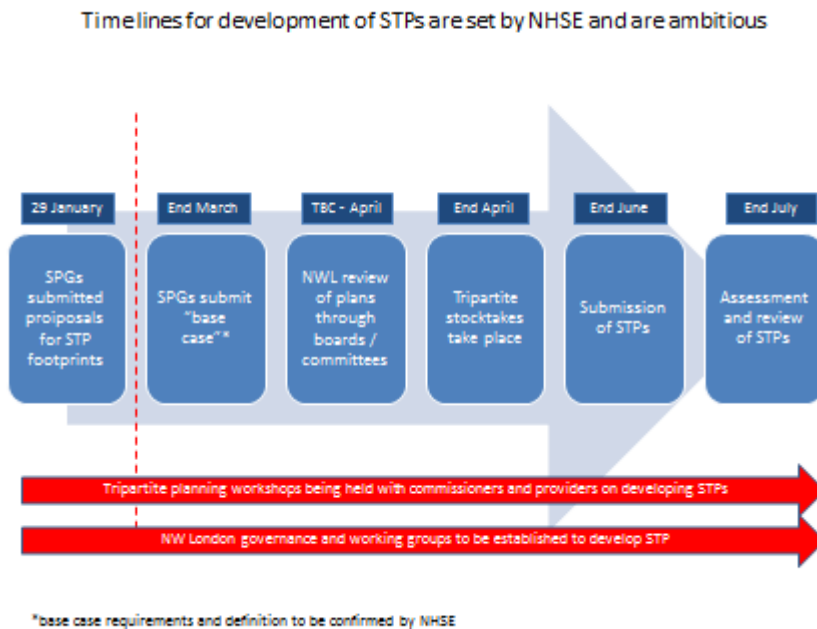 Timelines for development of STPs are set by NHSE and are ambitious
29 January
End March
TBC - April
End April
End June
End July
SPGs
submitted
proiposals
for STP
footprints
SPGs submit
"base
case"*
NWL review
of plans
through
boards /
committees
Tripartite
stocktakes
take place
Submission
of STPs
Assessment
and review
of STPs
Tripartite planning workshops being held with commissioners and providers on developing STPs
NW London governance and working groups to be established to develop STP
*base case requirements and definition to be confirmed by NHSE